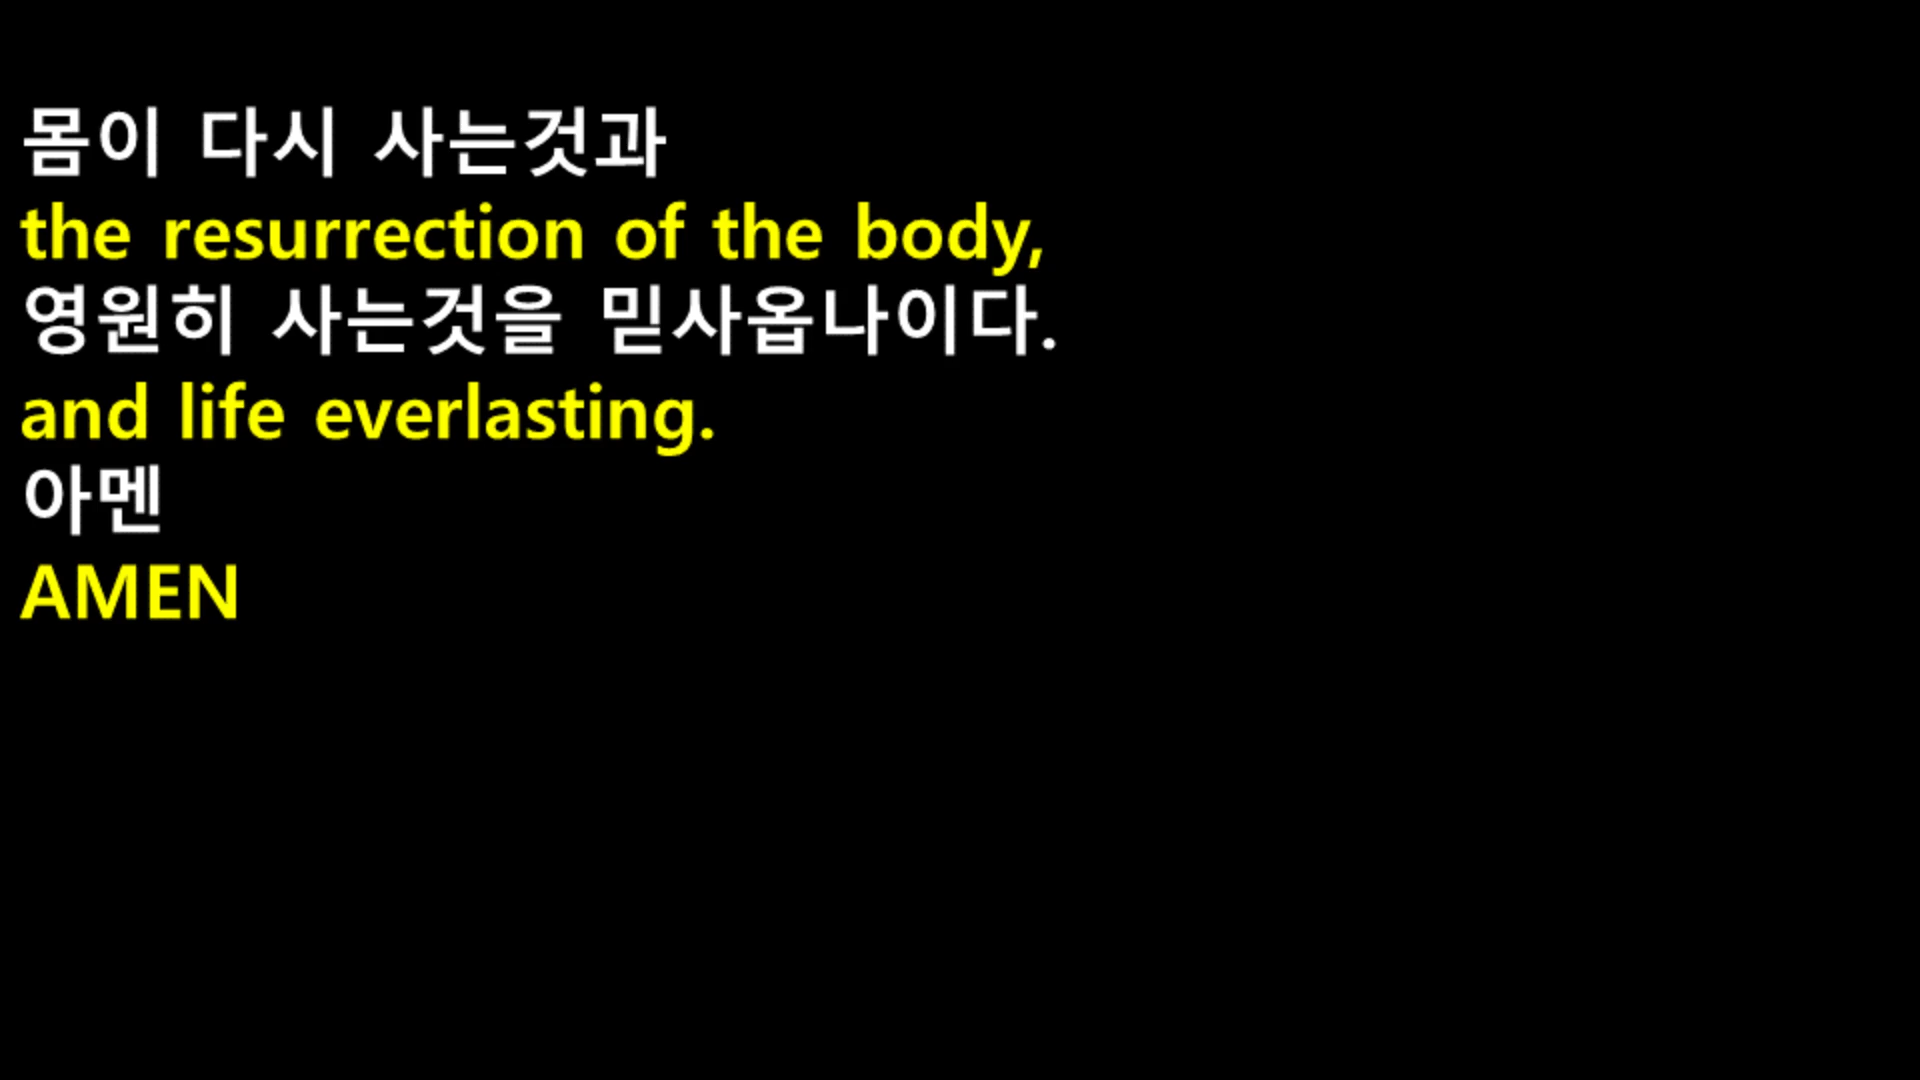 몸이 다시 사는것과
the resurrection of the body,
영원히 사는것을 믿사옵나이다.
and life everlasting.
아멘
AMEN